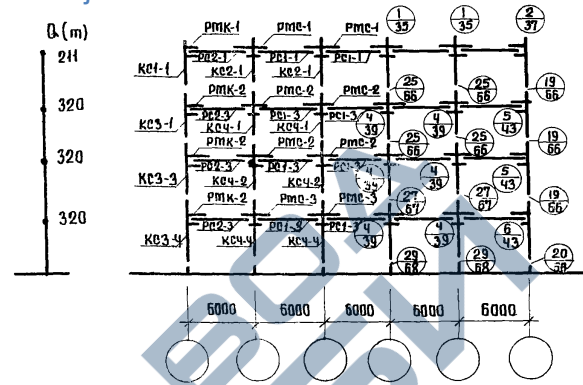 Q (т)
РМК-1 РМС-1 РМС-1 1/35 1/35 2/37
211
РС2-1 РС1-1 РС1-1
КС1-1 КС2-1 КС2-1
РМК-2 РМС-2 РМС-2 25/66 25/66 19/66
320
РС2-3 РС1-3 РС1-3 4/39 4/39 5/43
КС3-1 КС4-1 КС4-1
РМК-2 РМС-2 РМС-2 25/66 25/66 19/66
320
РС2-3 РС1-3 4/39 4/39 5/43
КС3-3 КС4-2 КС4-2
РМК-2 РМС-3 РМС-3 27/67 27/67 19/66
320
РС2-3 РС1-3 4/39 4/39 6/43
КС3-4 КС4-4 КС4-4
29/68 29/68 20
6000 6000 6000 6000 6000
ВОА
РИ